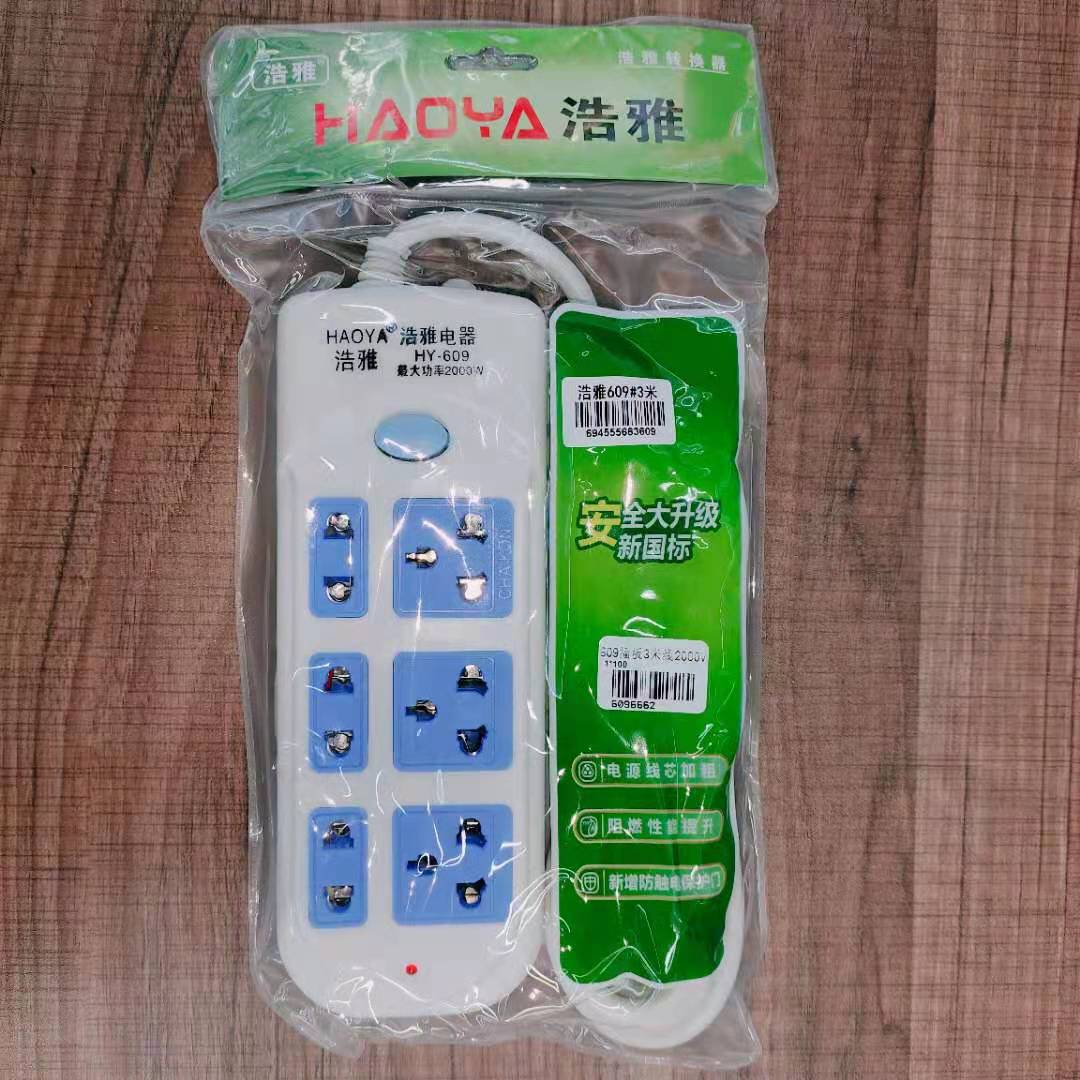 浩雅
浩雅转换器
HAOYA 浩雅
HAOYA® 浩雅电器
浩雅 HY-609
最大功率2000W
浩雅609#3米
694555683609
安全大升级
新国标
CHAKON
609插板3米线2000W
1*100
6096662
电源线芯加粗
阻燃性能提升
新增防触电保护门